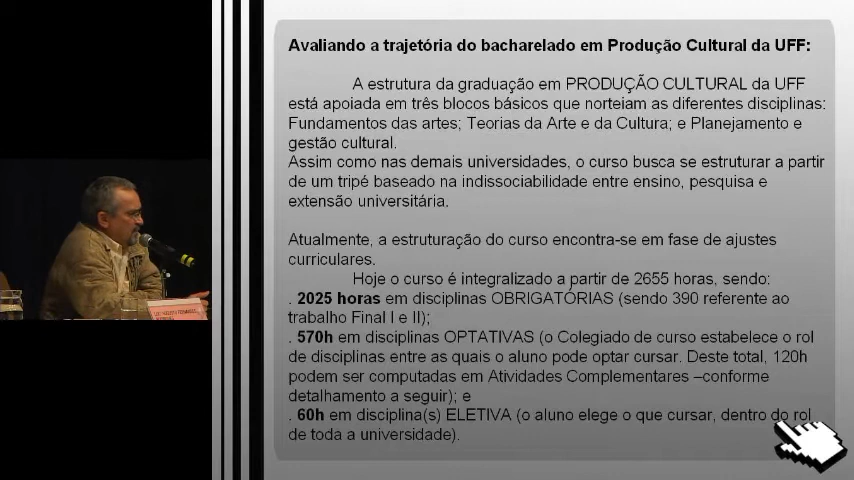 Avaliando a trajetória do bacharelado em Produção Cultural da UFF:
A estrutura da graduação em PRODUÇÃO CULTURAL da UFF
está apoiada em três blocos básicos que norteiam as diferentes disciplinas:
Fundamentos das artes; Teorias da Arte e da Cultura; e Planejamento e
gestão cultural.
Assim como nas demais universidades, o curso busca se estruturar a partir
de um tripé baseado na indissociabilidade entre ensino, pesquisa e
extensão universitária.
Atualmente, a estruturação do curso encontra-se em fase de ajustes
curriculares.
Hoje o curso é integralizado a partir de 2655 horas, sendo:
. 2025 horas em disciplinas OBRIGATÓRIAS (sendo 390 referente ao
trabalho Final I e II);
. 570h em disciplinas OPTATIVAS (o Colegiado de curso estabelece o rol
de disciplinas entre as quais o aluno pode optar cursar. Deste total, 120h
podem ser computadas em Atividades Complementares –conforme
detalhamento a seguir); e
. 60h em disciplina(s) ELETIVA (o aluno elege o que cursar, dentro do rol
de toda a universidade).